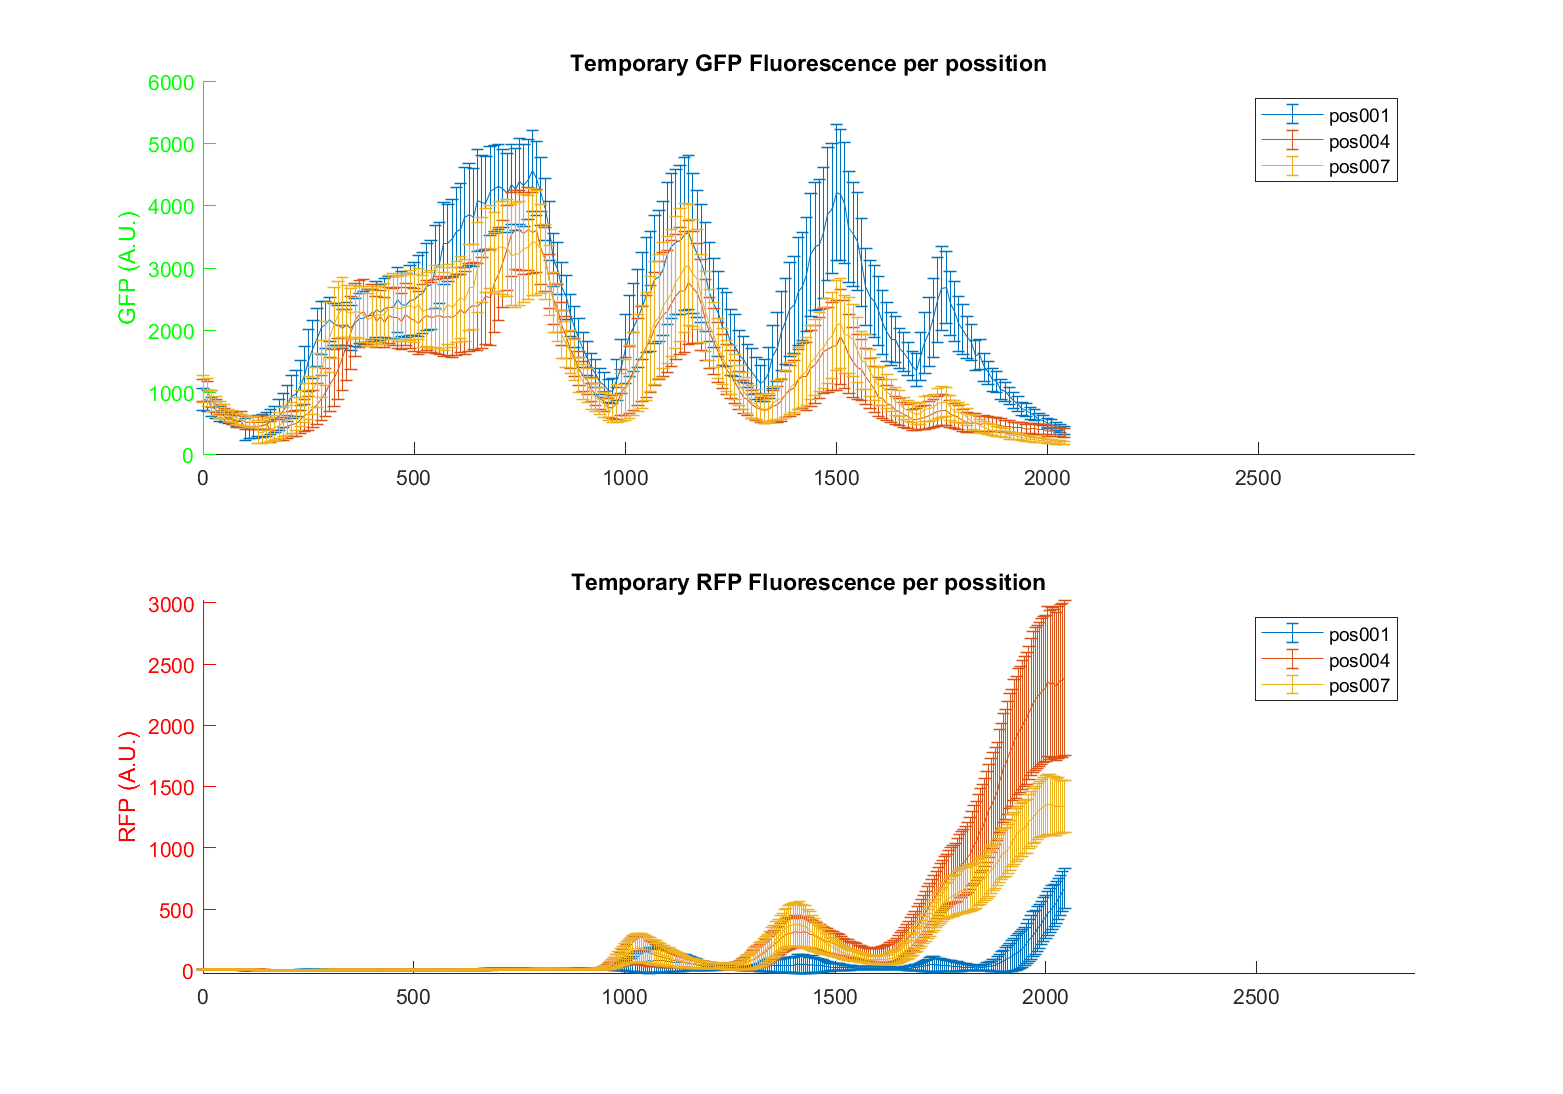 Temporary GFP Fluorescence per possition
GFP (A.U.)
6000
5000
4000
3000
2000
1000
0
0 500 1000 1500 2000 2500
pos001
pos004
pos007
Temporary RFP Fluorescence per possition
RFP (A.U.)
3000
2500
2000
1500
1000
500
0
0 500 1000 1500 2000 2500
pos001
pos004
pos007